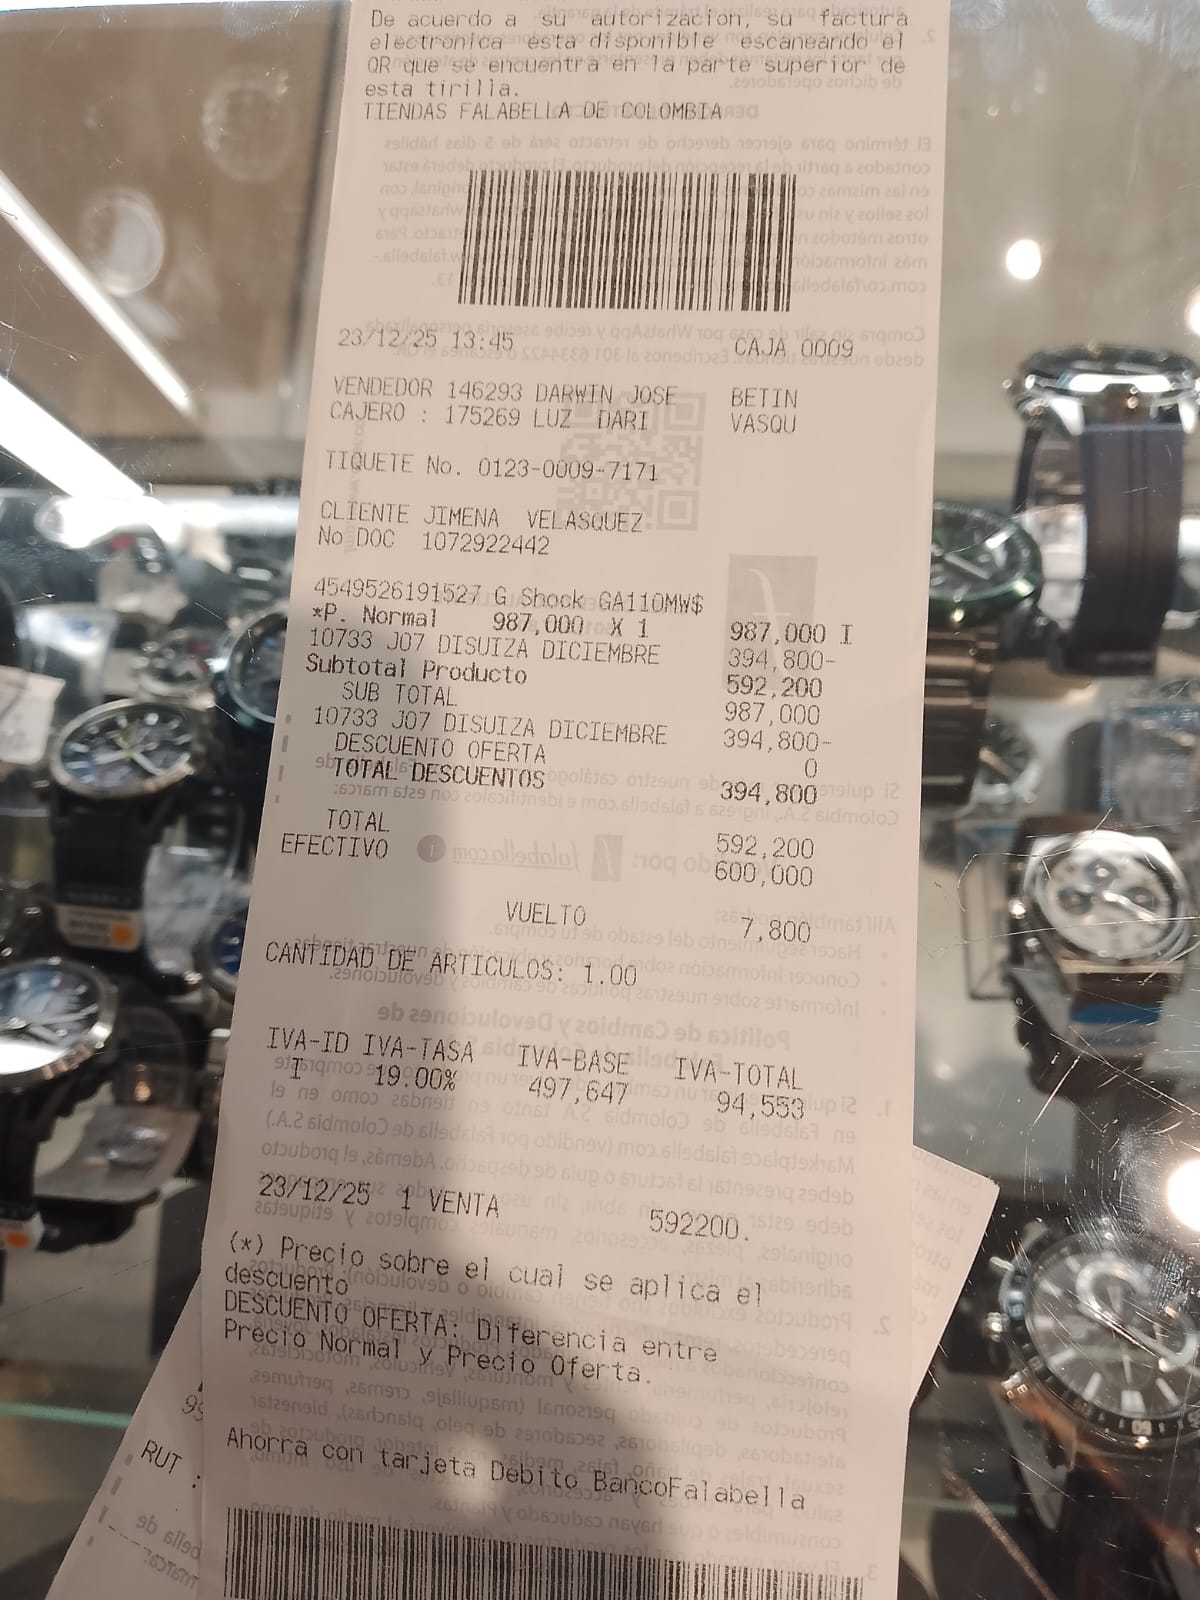 De acuerdo a su autorizacion, su factura
electronica esta disponible escaneando el
QR que se encuentra en la parte superior de
esta tirilla.
TIENDAS FALABELLA DE COLOMBIA
23/12/25 13:45 CAJA 0009
VENDEDOR 146293 DARWIN JOSE BETIN
CAJERO : 175269 LUZ DARI VASQU
TIQUETE No. 0123-0009-7171
CLIENTE JIMENA VELASQUEZ
No DOC 1072922442
4549526191527 G Shock GA110MW$
*P. Normal 987,000 X 1 987,000 I
10733 J07 DISUIZA DICIEMBRE 394,800-
Subtotal Producto 592,200
SUB TOTAL 987,000
10733 J07 DISUIZA DICIEMBRE 394,800-
DESCUENTO OFERTA 0
TOTAL DESCUENTOS 394,800
TOTAL 592,200
EFECTIVO 600,000
VUELTO 7,800
CANTIDAD DE ARTICULOS: 1.00
IVA-ID IVA-TASA IVA-BASE IVA-TOTAL
I 19.00% 497,647 94,553
23/12/25 1 VENTA 592200.
(*) Precio sobre el cual se aplica el
descuento
DESCUENTO OFERTA: Diferencia entre
Precio Normal y Precio Oferta.
Ahorra con tarjeta Debito BancoFalabella
RUT :